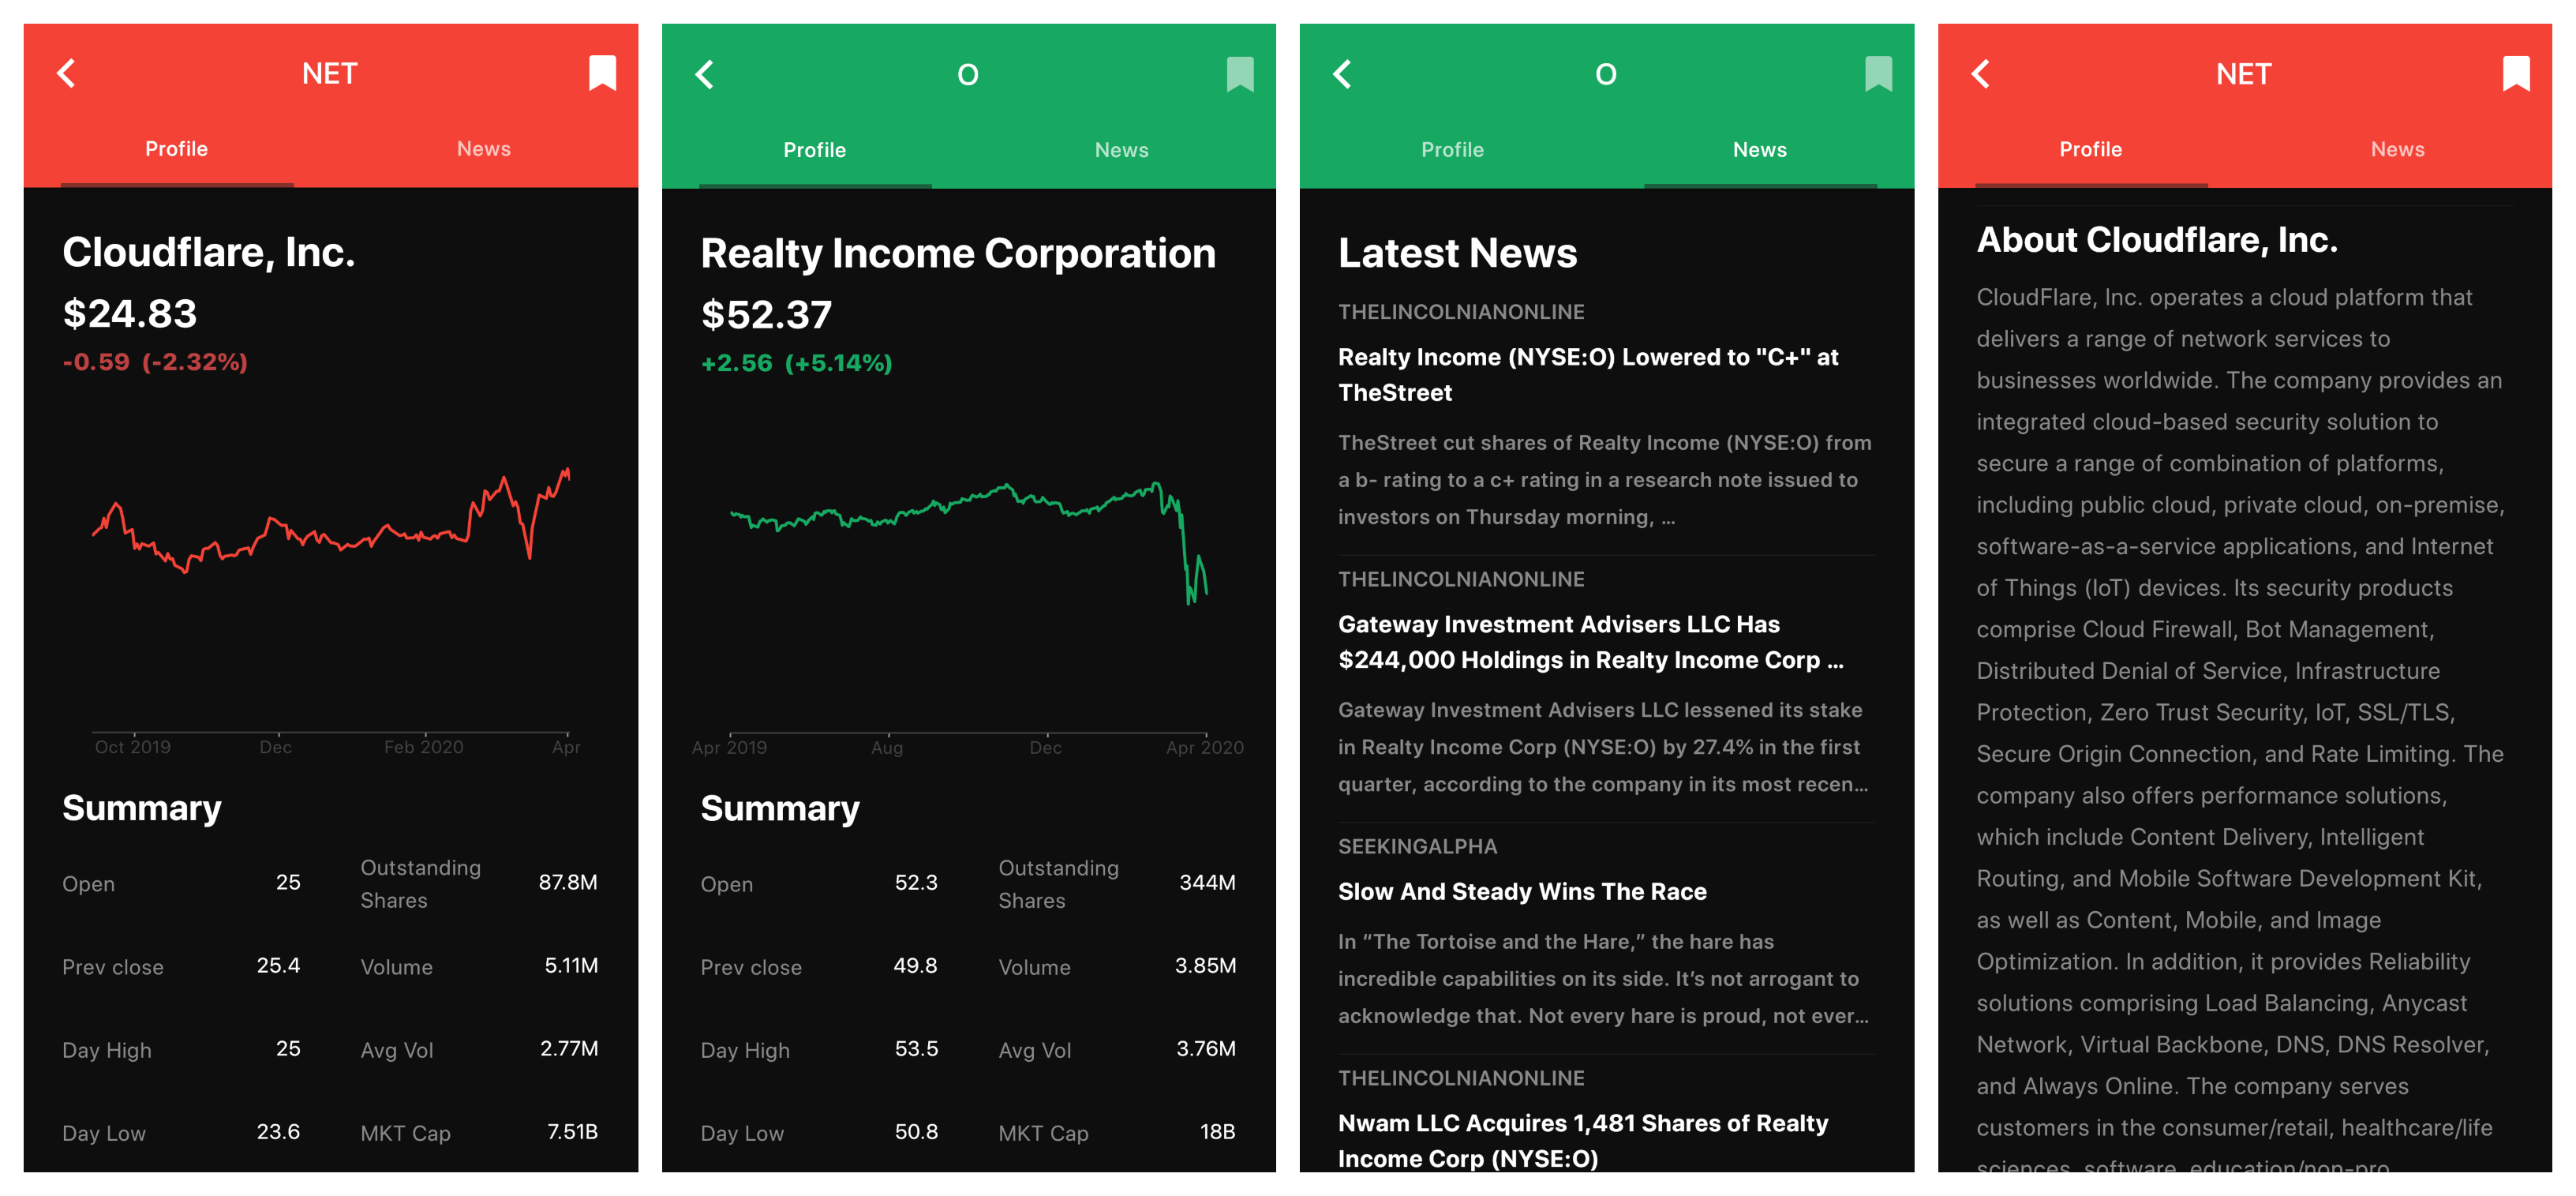 NET
Profile News
Cloudflare, Inc.
$24.83
-0.59 (-2.32%)
Oct 2019 Dec Feb 2020 Apr
Summary
Open 25 Outstanding Shares 87.8M
Prev close 25.4 Volume 5.11M
Day High 25 Avg Vol 2.77M
Day Low 23.6 MKT Cap 7.51B
O
Profile News
Realty Income Corporation
$52.37
+2.56 (+5.14%)
Apr 2019 Aug Dec Apr 2020
Summary
Open 52.3 Outstanding Shares 344M
Prev close 49.8 Volume 3.85M
Day High 53.5 Avg Vol 3.76M
Day Low 50.8 MKT Cap 18B
O
Profile News
Latest News
THELINCOLNIANONLINE
Realty Income (NYSE:O) Lowered to "C+" at
TheStreet
TheStreet cut shares of Realty Income (NYSE:O) from
a b- rating to a c+ rating in a research note issued to
investors on Thursday morning, ...
THELINCOLNIANONLINE
Gateway Investment Advisers LLC Has
$244,000 Holdings in Realty Income Corp ...
Gateway Investment Advisers LLC lessened its stake
in Realty Income Corp (NYSE:O) by 27.4% in the first
quarter, according to the company in its most recen...
SEEKINGALPHA
Slow And Steady Wins The Race
In “The Tortoise and the Hare,” the hare has
incredible capabilities on its side. It’s not arrogant to
acknowledge that. Not every hare is proud, not ever...
THELINCOLNIANONLINE
Nwam LLC Acquires 1,481 Shares of Realty
Income Corp (NYSE:O)
NET
Profile News
About Cloudflare, Inc.
CloudFlare, Inc. operates a cloud platform that
delivers a range of network services to
businesses worldwide. The company provides an
integrated cloud-based security solution to
secure a range of combination of platforms,
including public cloud, private cloud, on-premise,
software-as-a-service applications, and Internet
of Things (IoT) devices. Its security products
comprise Cloud Firewall, Bot Management,
Distributed Denial of Service, Infrastructure
Protection, Zero Trust Security, IoT, SSL/TLS,
Secure Origin Connection, and Rate Limiting. The
company also offers performance solutions,
which include Content Delivery, Intelligent
Routing, and Mobile Software Development Kit,
as well as Content, Mobile, and Image
Optimization. In addition, it provides Reliability
solutions comprising Load Balancing, Anycast
Network, Virtual Backbone, DNS, DNS Resolver,
and Always Online. The company serves
customers in the consumer/retail, healthcare/life
sciences, software, education/non-pro